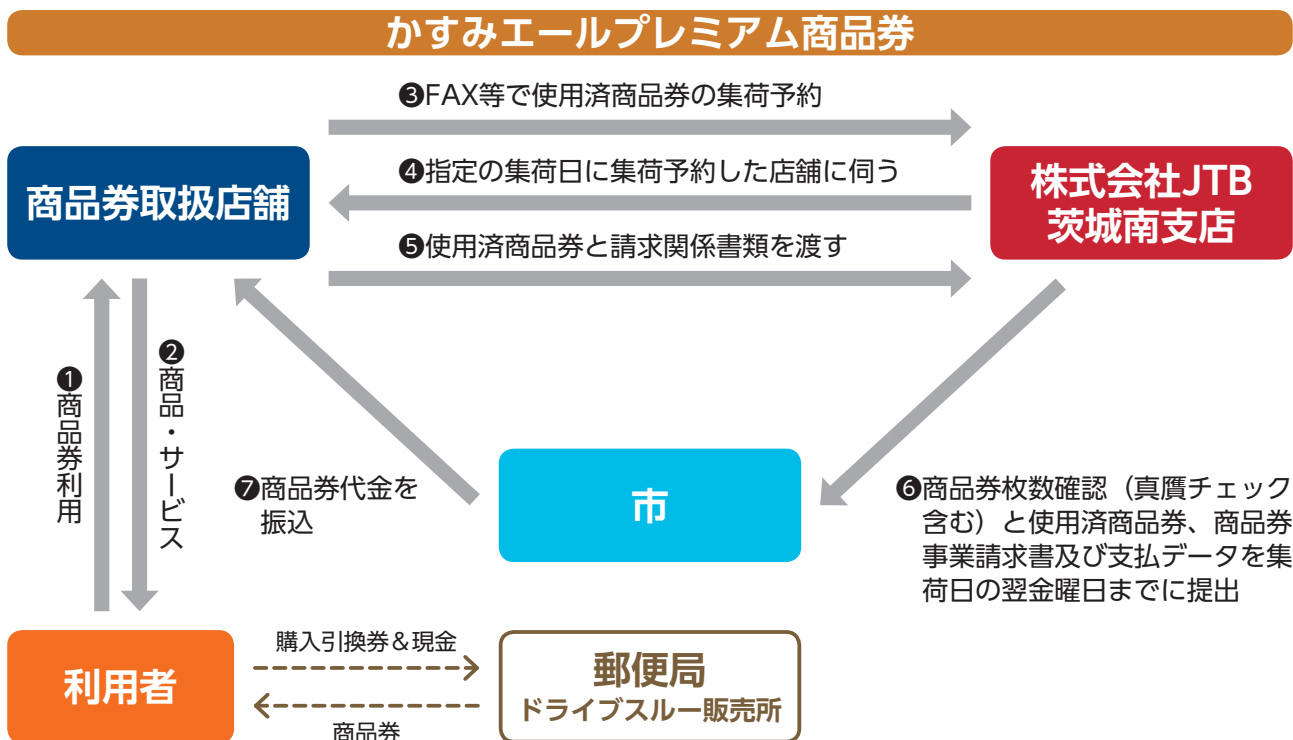 かすみエールプレミアム商品券
❸FAX等で使用済商品券の集荷予約
商品券取扱店舗
❹指定の集荷日に集荷予約した店舗に伺う
株式会社JTB
茨城南支店
❺使用済商品券と請求関係書類を渡す
❶商品券利用
❷商品・サービス
❼商品券代金を
振込
市
❻商品券枚数確認（真贋チェック
含む）と使用済商品券、商品券
事業請求書及び支払データを集
荷日の翌金曜日までに提出
利用者
購入引換券＆現金
商品券
郵便局
ドライブスルー販売所